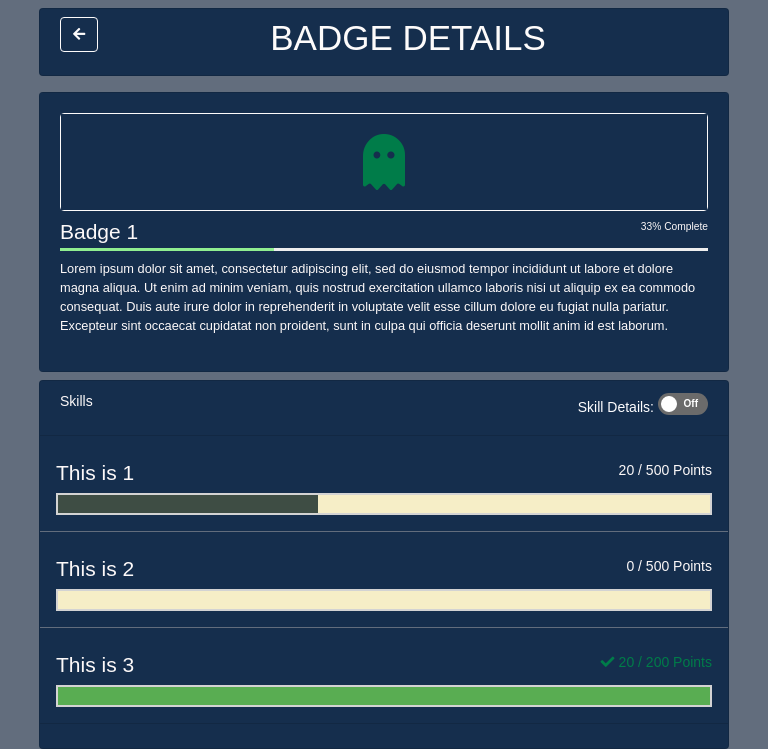 BADGE DETAILS
Badge 1
33% Complete
Lorem ipsum dolor sit amet, consectetur adipiscing elit, sed do eiusmod tempor incididunt ut labore et dolore
magna aliqua. Ut enim ad minim veniam, quis nostrud exercitation ullamco laboris nisi ut aliquip ex ea commodo
consequat. Duis aute irure dolor in reprehenderit in voluptate velit esse cillum dolore eu fugiat nulla pariatur.
Excepteur sint occaecat cupidatat non proident, sunt in culpa qui officia deserunt mollit anim id est laborum.
Skills
Skill Details: Off
This is 1
20 / 500 Points
This is 2
0 / 500 Points
This is 3
20 / 200 Points